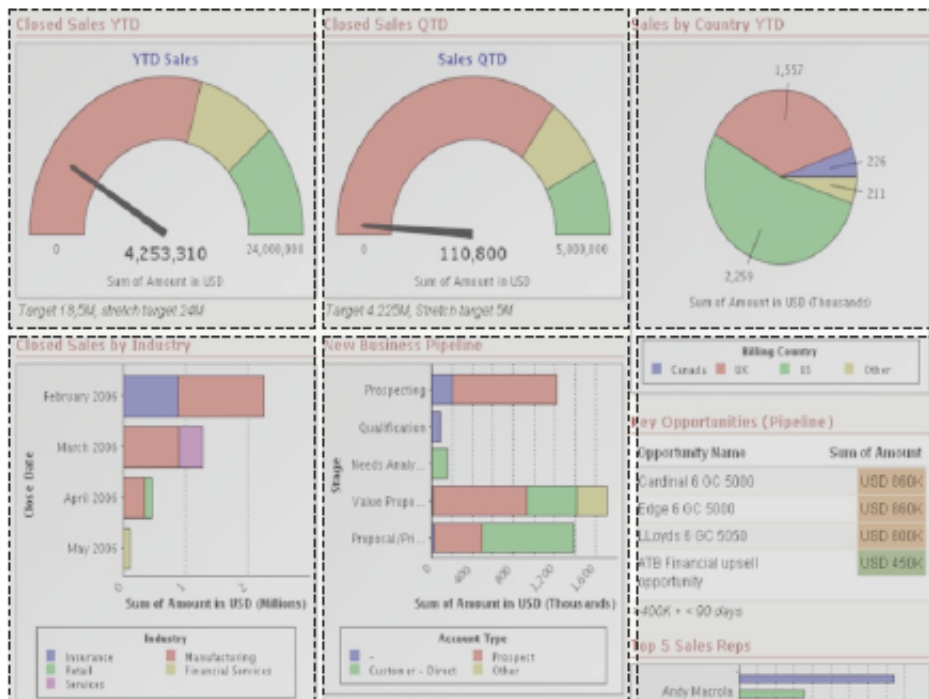 Closed Sales YTD
YTD Sales
0
24,000,000
4,253,310
Sum of Amount in USD
Target 18,5M, stretch target 24M
Closed Sales QTD
Sales QTD
0
5,000,000
110,800
Sum of Amount in USD
Target 4.225M, Stretch target 5M
Sales by Country YTD
1,557
226
211
2,259
Sum of Amount in USD (Thousands)
Billing Country
Canada UK US Other
Closed Sales by Industry
Close Date
February 2006
March 2006
April 2006
May 2006
0 1 2
Sum of Amount in USD (Millions)
Industry
Insurance Manufacturing
Retail Financial Services
Services
New Business Pipeline
Stage
Prospecting
Qualification
Needs Analy...
Value Propo...
Proposal/Pri...
0 400 800 1,200 1,600
Sum of Amount in USD (Thousands)
Account Type
- Prospect
Customer - Direct Other
Key Opportunities (Pipeline)
Opportunity Name Sum of Amount
Cardinal 6 GC 5000 USD 860K
Edge 6 GC 5000 USD 860K
LLoyds 6 GC 5050 USD 800K
ATB Financial upsell USD 450K
opportunity
>400K + < 90 days
Top 5 Sales Reps
Andy Macrola